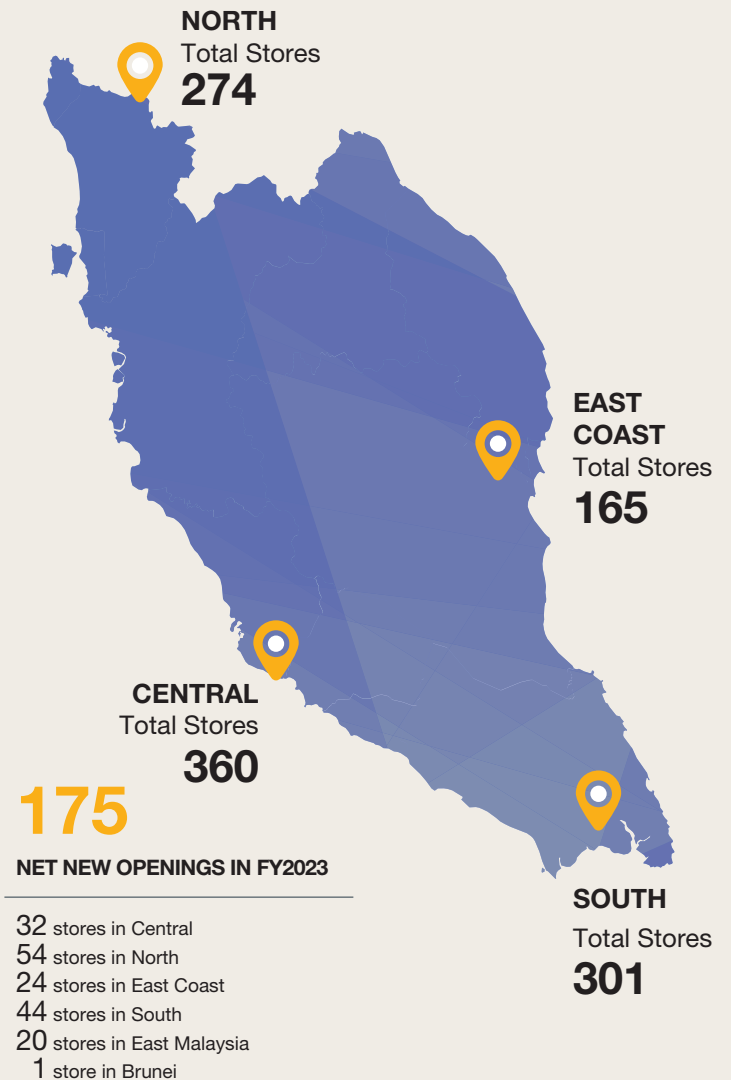 NORTH
Total Stores
274
EAST
COAST
Total Stores
165
CENTRAL
Total Stores
360
175
NET NEW OPENINGS IN FY2023
32 stores in Central
54 stores in North
24 stores in East Coast
44 stores in South
20 stores in East Malaysia
1 store in Brunei
SOUTH
Total Stores
301